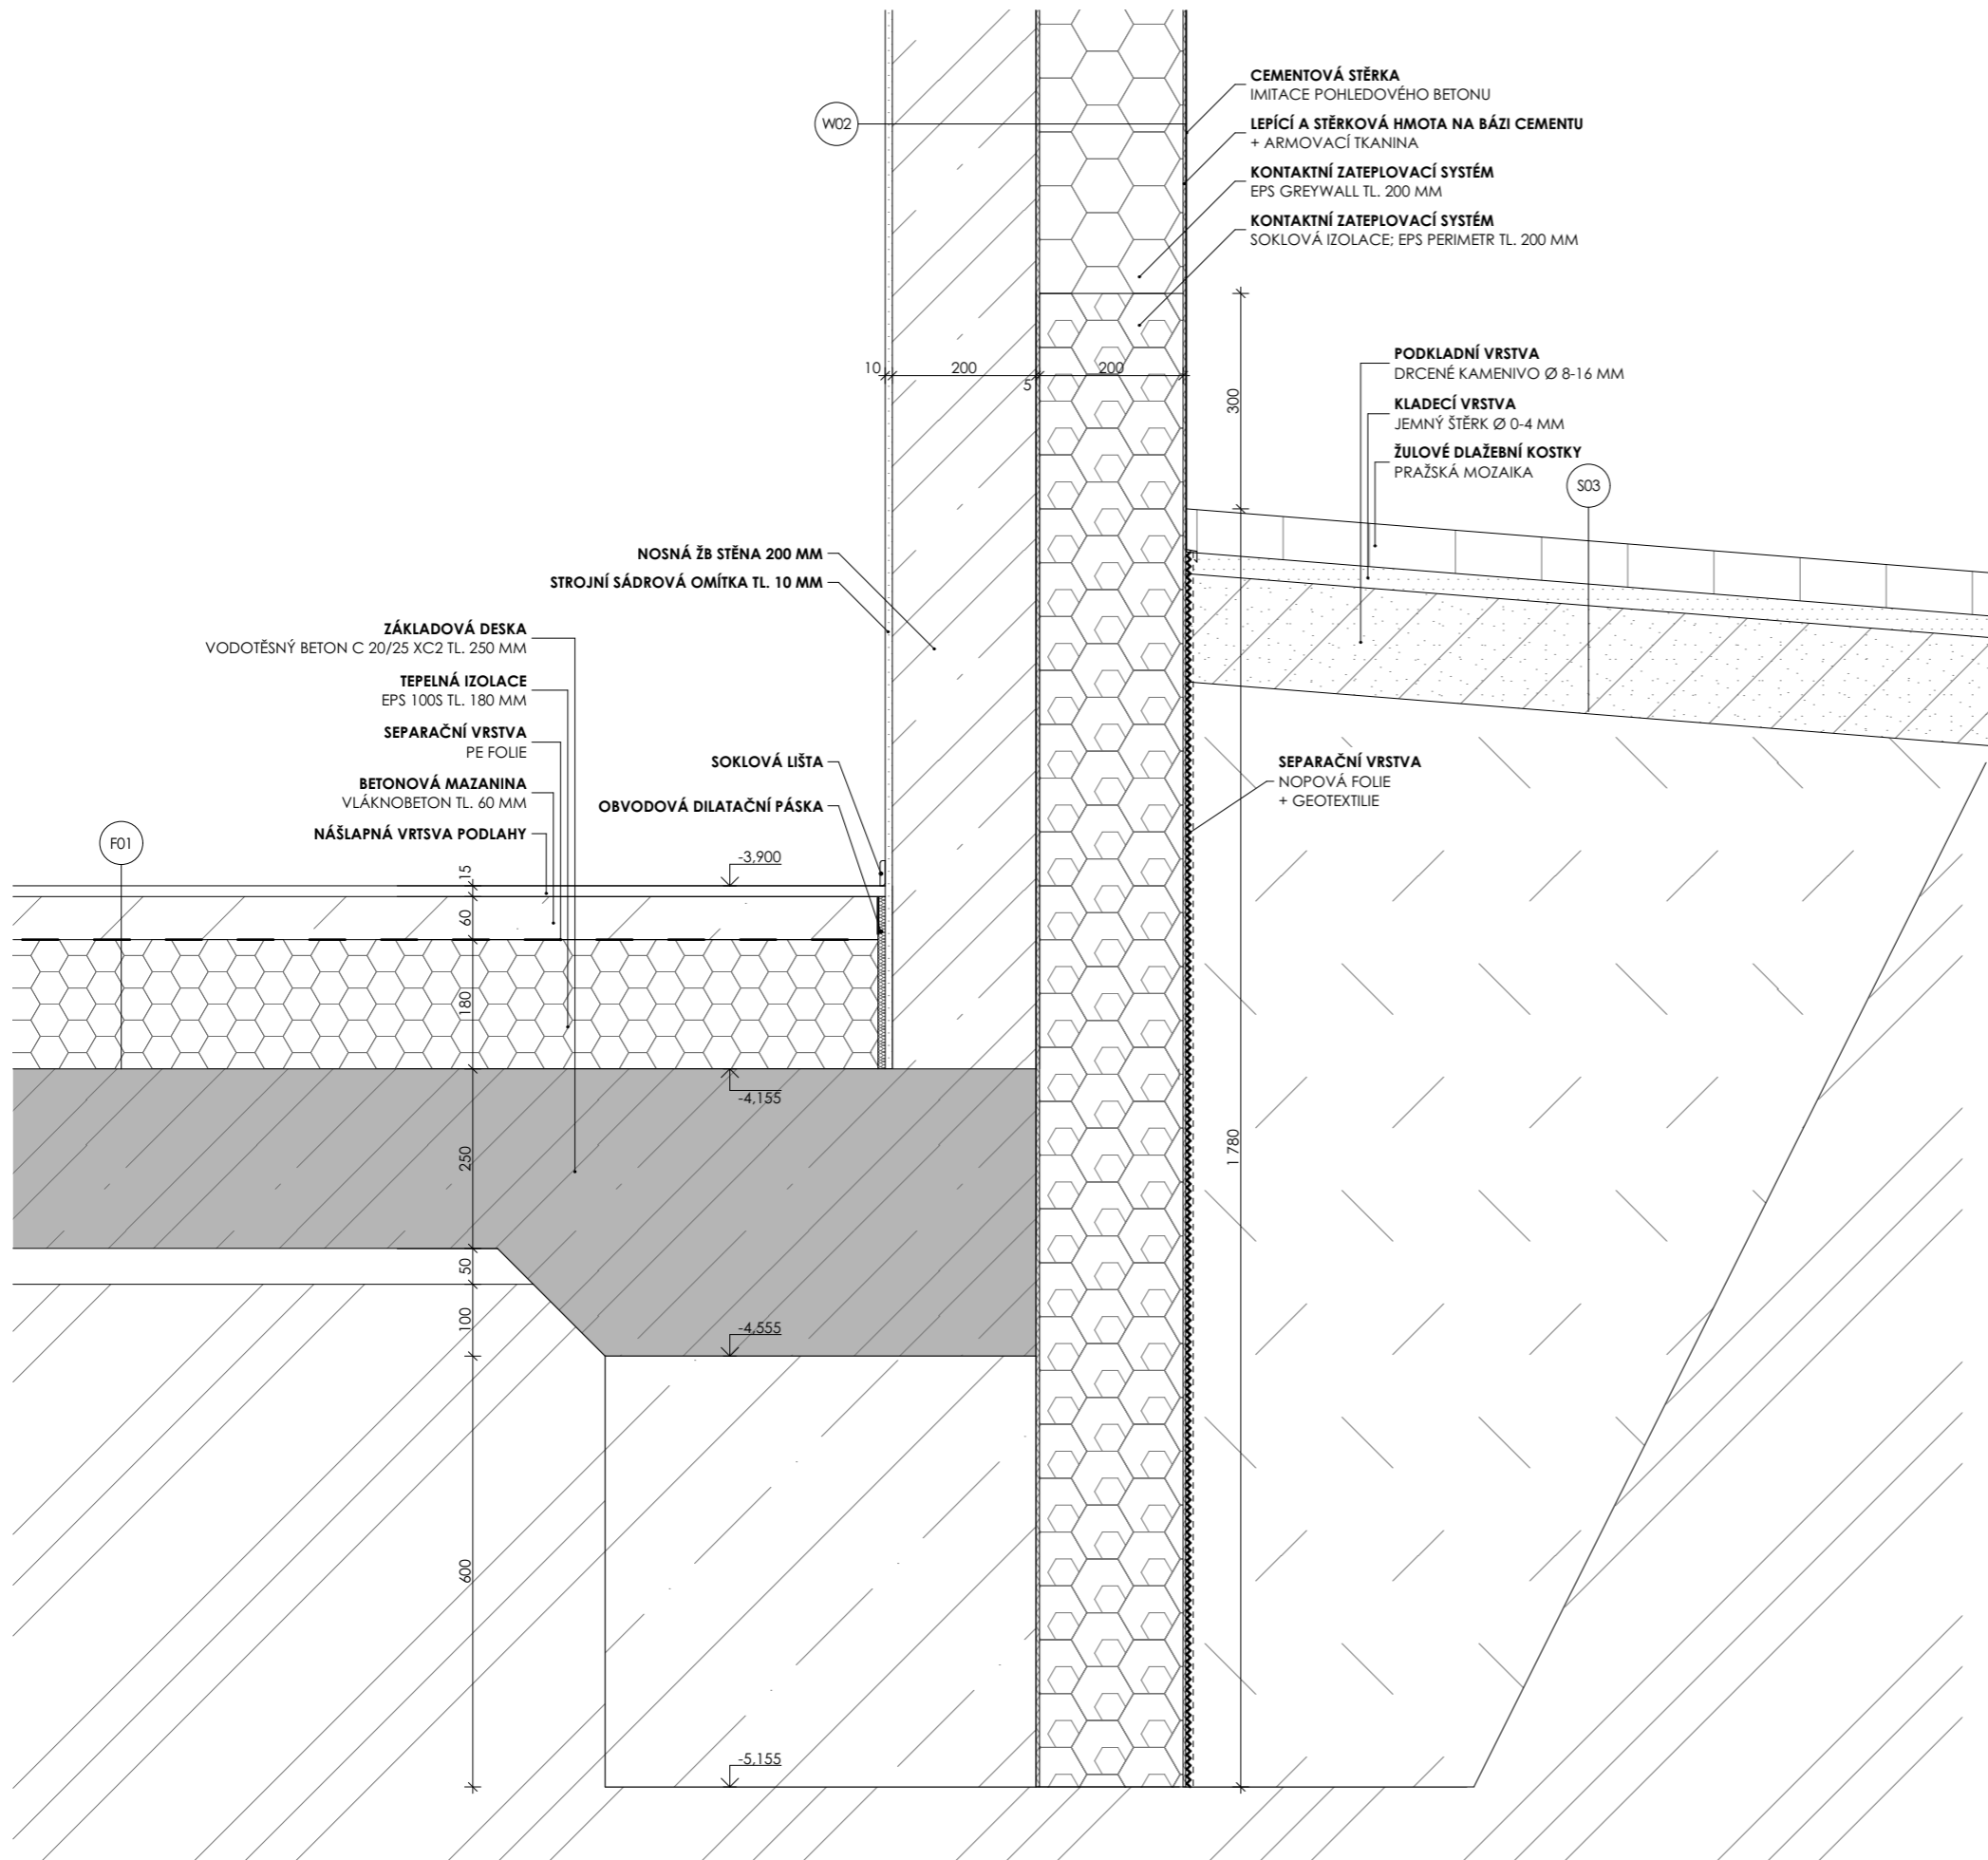 CEMENTOVÁ STĚRKA
IMITACE POHLEDOVÉHO BETONU
W02
LEPÍCÍ A STĚRKOVÁ HMOTA NA BÁZI CEMENTU
+ ARMOVACÍ TKANINA
KONTAKTNÍ ZATEPLOVACÍ SYSTÉM
EPS GREYWALL TL. 200 MM
KONTAKTNÍ ZATEPLOVACÍ SYSTÉM
SOKLOVÁ IZOLACE; EPS PERIMETR TL. 200 MM
10
200
5
200
300
PODKLADNÍ VRSTVA
DRCENÉ KAMENIVO Ø 8-16 MM
KLADECÍ VRSTVA
JEMNÝ ŠTĚRK Ø 0-4 MM
ŽULOVÉ DLAŽEBNÍ KOSTKY
PRAŽSKÁ MOZAIKA
S03
NOSNÁ ŽB STĚNA 200 MM
STROJNÍ SÁDROVÁ OMÍTKA TL. 10 MM
ZÁKLADOVÁ DESKA
VODOTĚSNÝ BETON C 20/25 XC2 TL. 250 MM
TEPELNÁ IZOLACE
EPS 100S TL. 180 MM
SEPARAČNÍ VRSTVA
PE FOLIE
BETONOVÁ MAZANINA
VLÁKNOBETON TL. 60 MM
NÁŠLAPNÁ VRTSVA PODLAHY
SOKLOVÁ LIŠTA
OBVODOVÁ DILATAČNÍ PÁSKA
SEPARAČNÍ VRSTVA
NOPOVÁ FOLIE
+ GEOTEXTILIE
F01
-3,900
15
60
180
-4,155
250
1 780
50
100
-4,555
600
-5,155